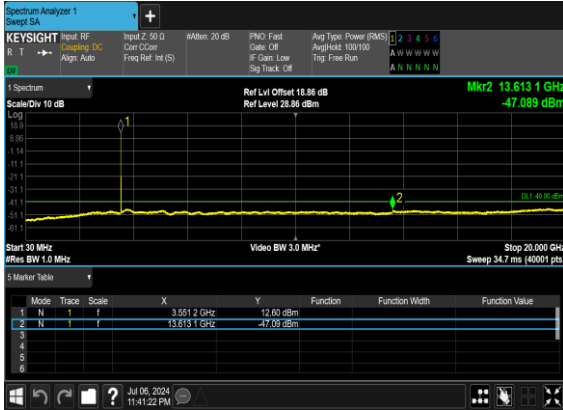 Spectrum Analyzer 1
Swept SA
KEYSIGHT Input: RF Input Z: 50 Ω #Atten: 20 dB PNO: Fast Avg Type: Power (RMS) 1 2 3 4 5 6
R T Coupling: DC Corr CCorr Gate: Off Avg|Hold: 100/100 A W W W W W
Align: Auto Freq Ref: Int (S) IF Gain: Low Trig: Free Run
Sig Track: Off A N N N N N
1 Spectrum Ref Lvl Offset 18.86 dB Mkr2 13.613 1 GHz
Scale/Div 10 dB Ref Level 28.86 dBm -47.089 dBm
Log
18.9
8.86
-1.14
-11.1
-21.1
-31.1
-41.1
-51.1
-61.1
1
2
DL1 -40.00 dBm
Start 30 MHz Video BW 3.0 MHz* Stop 20.000 GHz
#Res BW 1.0 MHz Sweep 34.7 ms (40001 pts)
5 Marker Table
Mode Trace Scale X Y Function Function Width Function Value
1 N 1 f 3.551 2 GHz 12.60 dBm
2 N 1 f 13.613 1 GHz -47.09 dBm
3
4
5
6
? Jul 06, 2024
11:41:22 PM